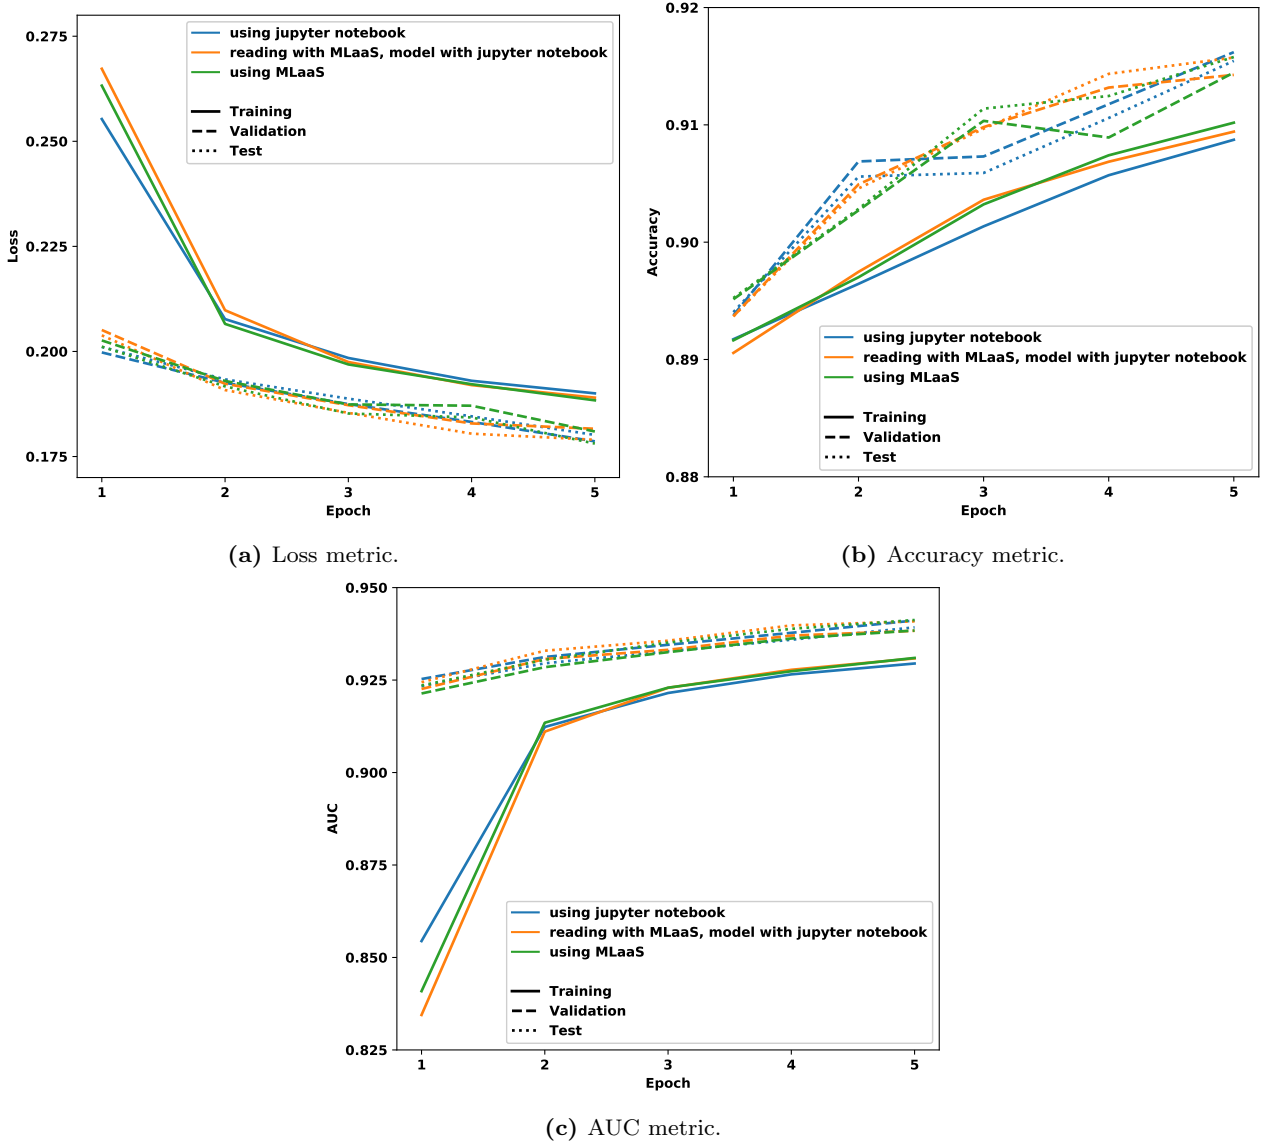 0.275
0.250
0.225
0.200
0.175
Loss
1 2 3 4 5
Epoch
using jupyter notebook
reading with MLaaS, model with jupyter notebook
using MLaaS
Training
Validation
Test
(a) Loss metric.
0.92
0.91
0.90
0.89
0.88
Accuracy
1 2 3 4 5
Epoch
using jupyter notebook
reading with MLaaS, model with jupyter notebook
using MLaaS
Training
Validation
Test
(b) Accuracy metric.
0.950
0.925
0.900
0.875
0.850
0.825
AUC
1 2 3 4 5
Epoch
using jupyter notebook
reading with MLaaS, model with jupyter notebook
using MLaaS
Training
Validation
Test
(c) AUC metric.